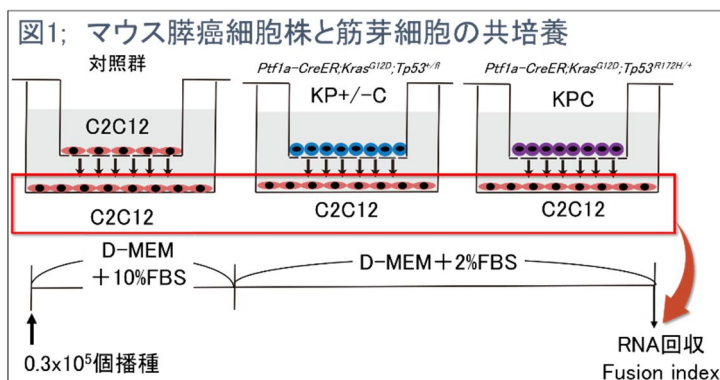 図1; マウス膵癌細胞株と筋芽細胞の共培養
対照群
Ptf1a-CreER;KrasG12D;Tp53+/fl
Ptf1a-CreER;KrasG12D;Tp53R172H/+
KP+/-C
KPC
C2C12
C2C12
C2C12
C2C12
D-MEM
＋10%FBS
D-MEM＋2%FBS
0.3x10⁵個播種
RNA回収
Fusion index